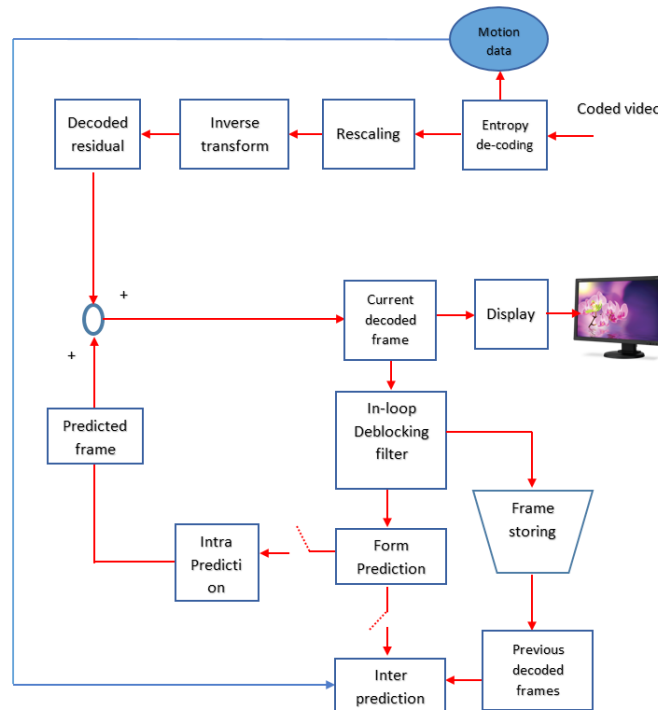 Motion
data
Coded video
Entropy
de-coding
Rescaling
Inverse
transform
Decoded
residual
+
+
Current
decoded
frame
Display
In-loop
Deblocking
filter
Predicted
frame
Frame
storing
Intra
Predicti
on
Form
Prediction
Inter
prediction
Previous
decoded
frames